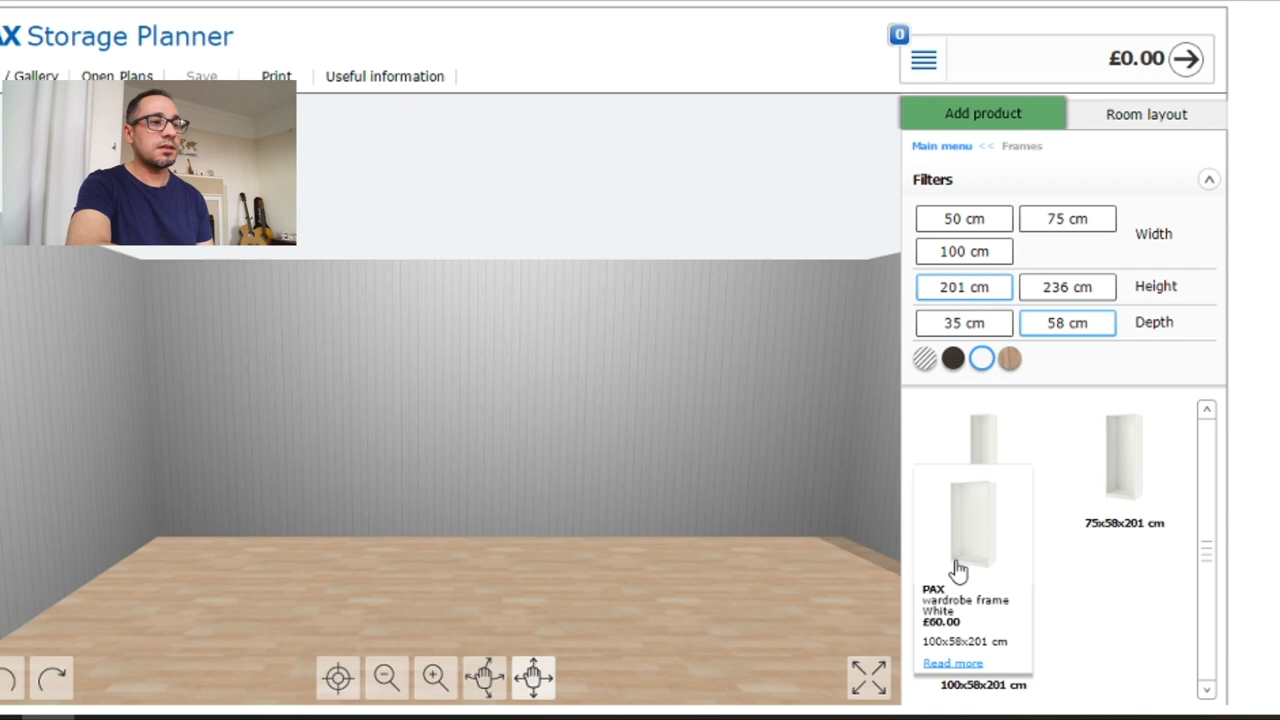 AX Storage Planner
0
£0.00
/ Gallery
Open Plans
Save
Print
Useful information
Add product
Room layout
Main menu << Frames
Filters
50 cm
75 cm
Width
100 cm
201 cm
236 cm
Height
35 cm
58 cm
Depth
75x58x201 cm
PAX
wardrobe frame
White
£60.00
100x58x201 cm
Read more
100x58x201 cm